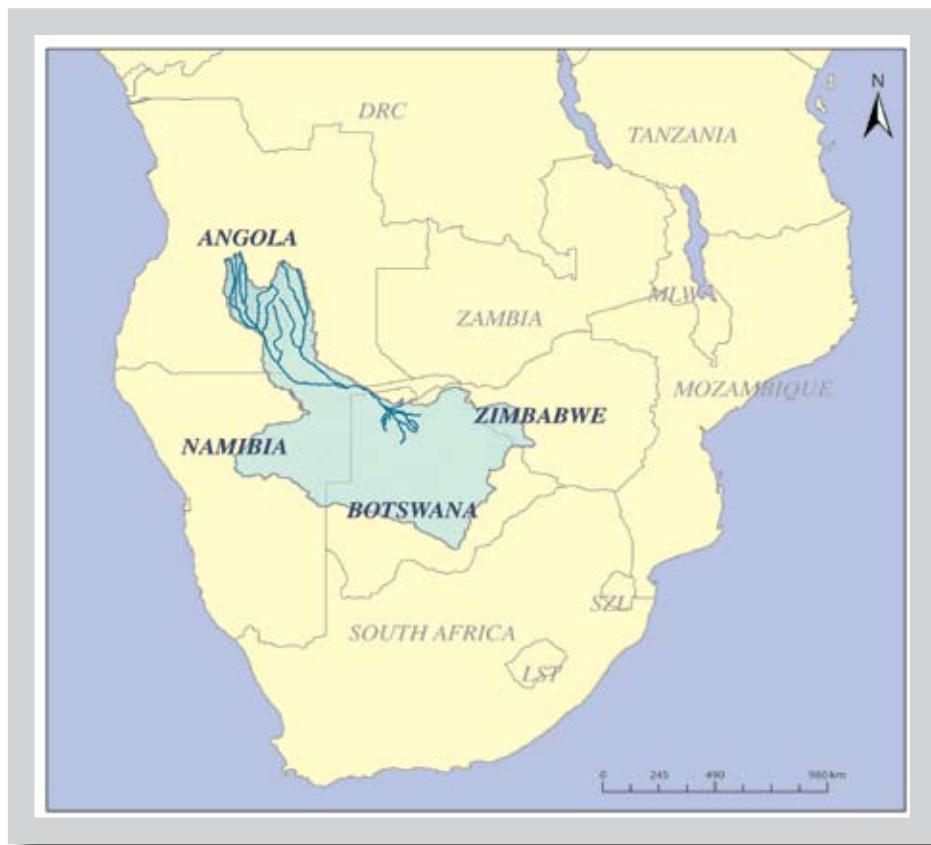 N
DRC
TANZANIA
ANGOLA
MLW
ZAMBIA
MOZAMBIQUE
ZIMBABWE
NAMIBIA
BOTSWANA
SZL
SOUTH AFRICA
LST
0 245 490 980 km